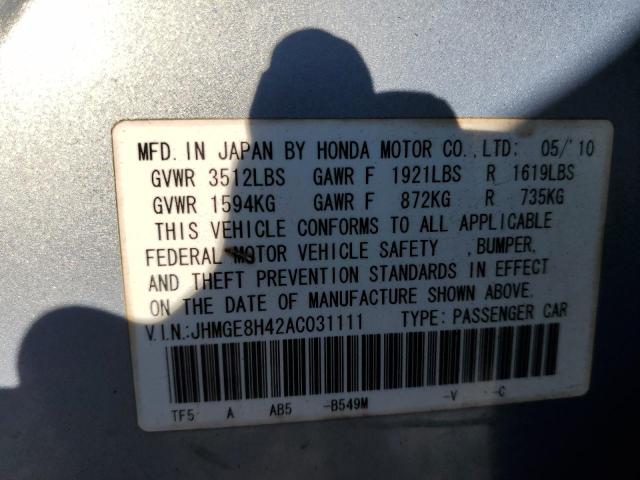 MFD. IN JAPAN BY HONDA MOTOR CO., LTD: 05/'10
GVWR 3512LBS GAWR F 1921LBS R 1619LBS
GVWR 1594KG GAWR F 872KG R 735KG
THIS VEHICLE CONFORMS TO ALL APPLICABLE
FEDERAL MOTOR VEHICLE SAFETY , BUMPER,
AND THEFT PREVENTION STANDARDS IN EFFECT
ON THE DATE OF MANUFACTURE SHOWN ABOVE.
V.I.N.:JHMGE8H42AC031111 TYPE: PASSENGER CAR
TF5 A AB5 -B549M -V -C